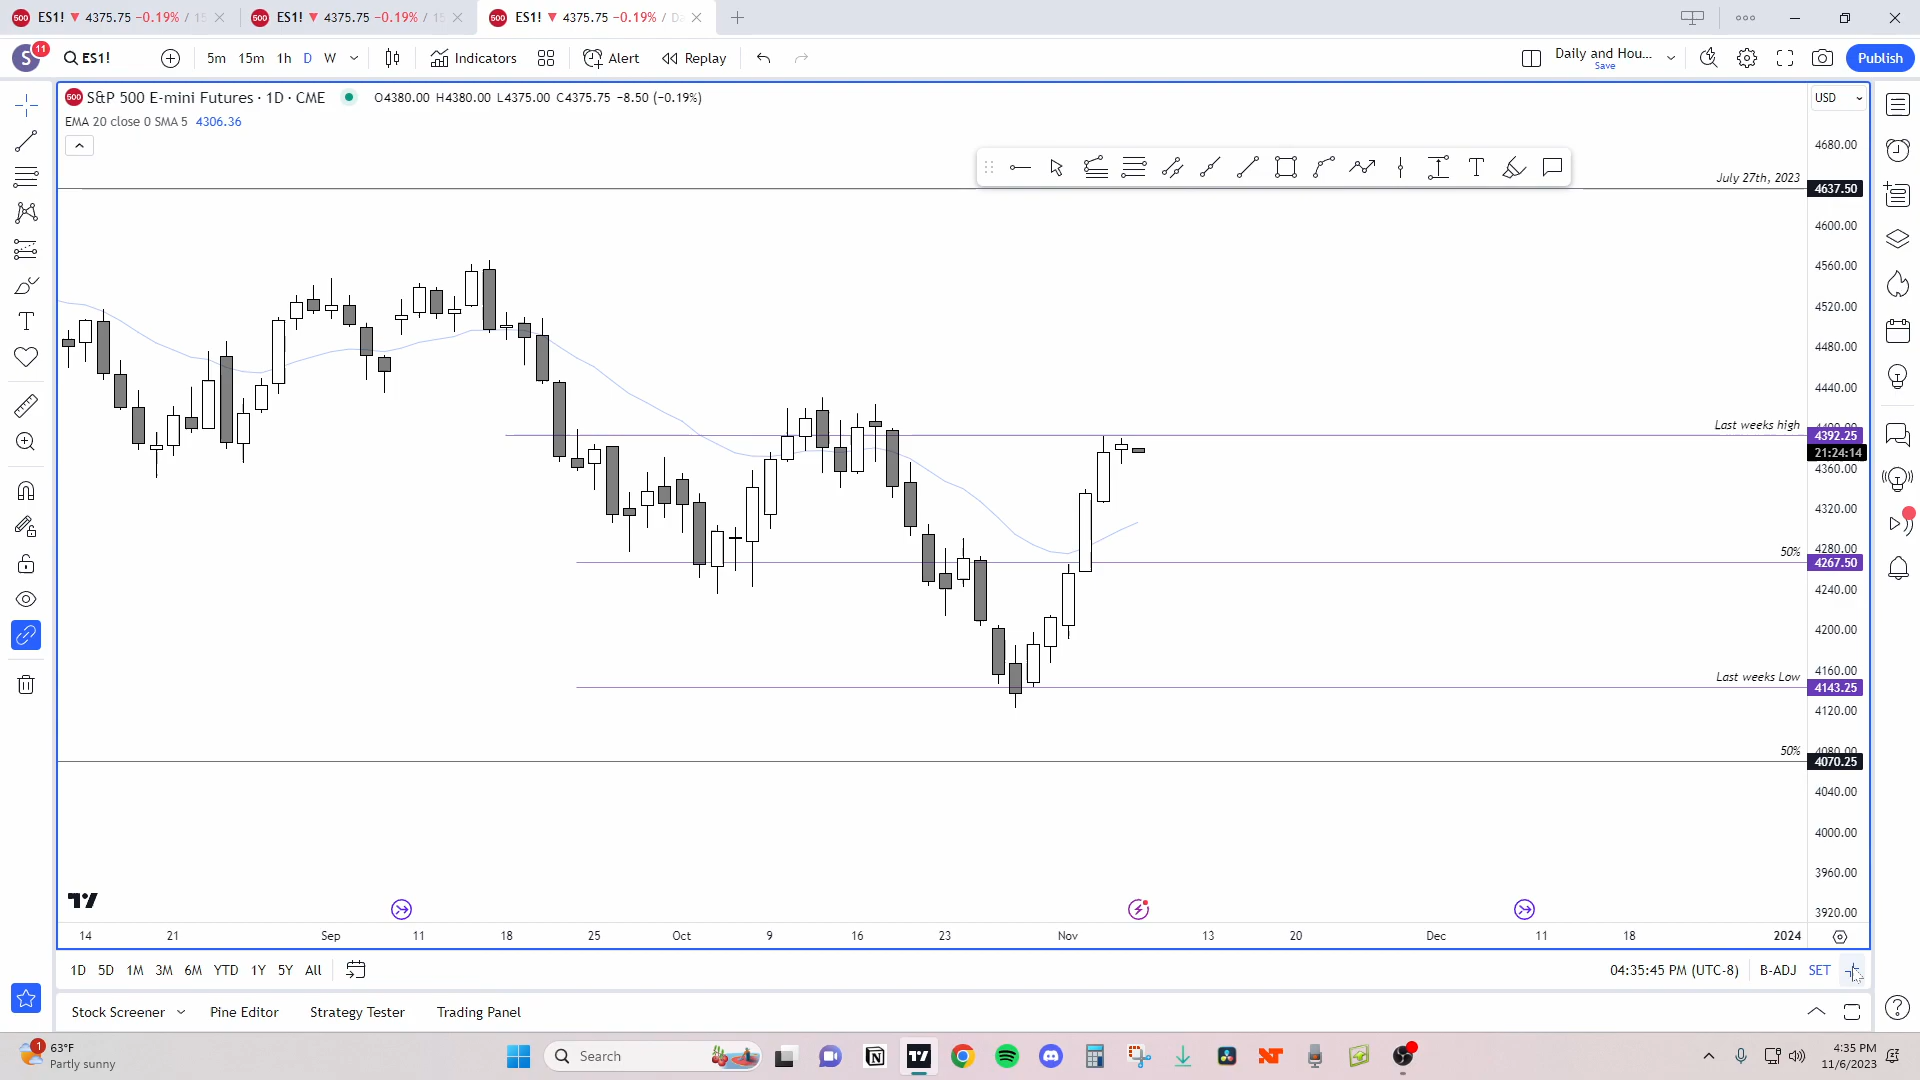 ES1! ▼ 4375.75 −0.19% / 15
ES1! ▼ 4375.75 −0.19% / 15
ES1! ▼ 4375.75 −0.19% / D
S 11 ES1! 5m 15m 1h D W Indicators Alert Replay Daily and Hou... Save Publish
S&P 500 E-mini Futures · 1D · CME O4380.00 H4380.00 L4375.00 C4375.75 −8.50 (−0.19%) USD
EMA 20 close 0 SMA 5 4306.36
4680.00
July 27th, 2023 4637.50
4600.00
4560.00
4520.00
4480.00
4440.00
Last weeks high 4400.00
4392.25
21:24:14
4360.00
4320.00
50% 4280.00
4267.50
4240.00
4200.00
4160.00
Last weeks Low 4143.25
4120.00
50% 4080.00
4070.25
4040.00
4000.00
3960.00
3920.00
14 21 Sep 11 18 25 Oct 9 16 23 Nov 13 20 Dec 11 18 2024
1D 5D 1M 3M 6M YTD 1Y 5Y All 04:35:45 PM (UTC-8) B-ADJ SET
Stock Screener Pine Editor Strategy Tester Trading Panel
1 63°F
Partly sunny
Search
4:35 PM
11/6/2023